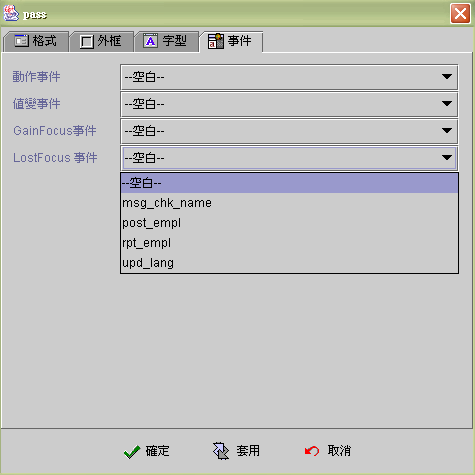 pass
格式 外框 字型 事件
動作事件 --空白--
值變事件 --空白--
GainFocus事件 --空白--
LostFocus 事件 --空白--
--空白--
msg_chk_name
post_empl
rpt_empl
upd_lang
確定 套用 取消